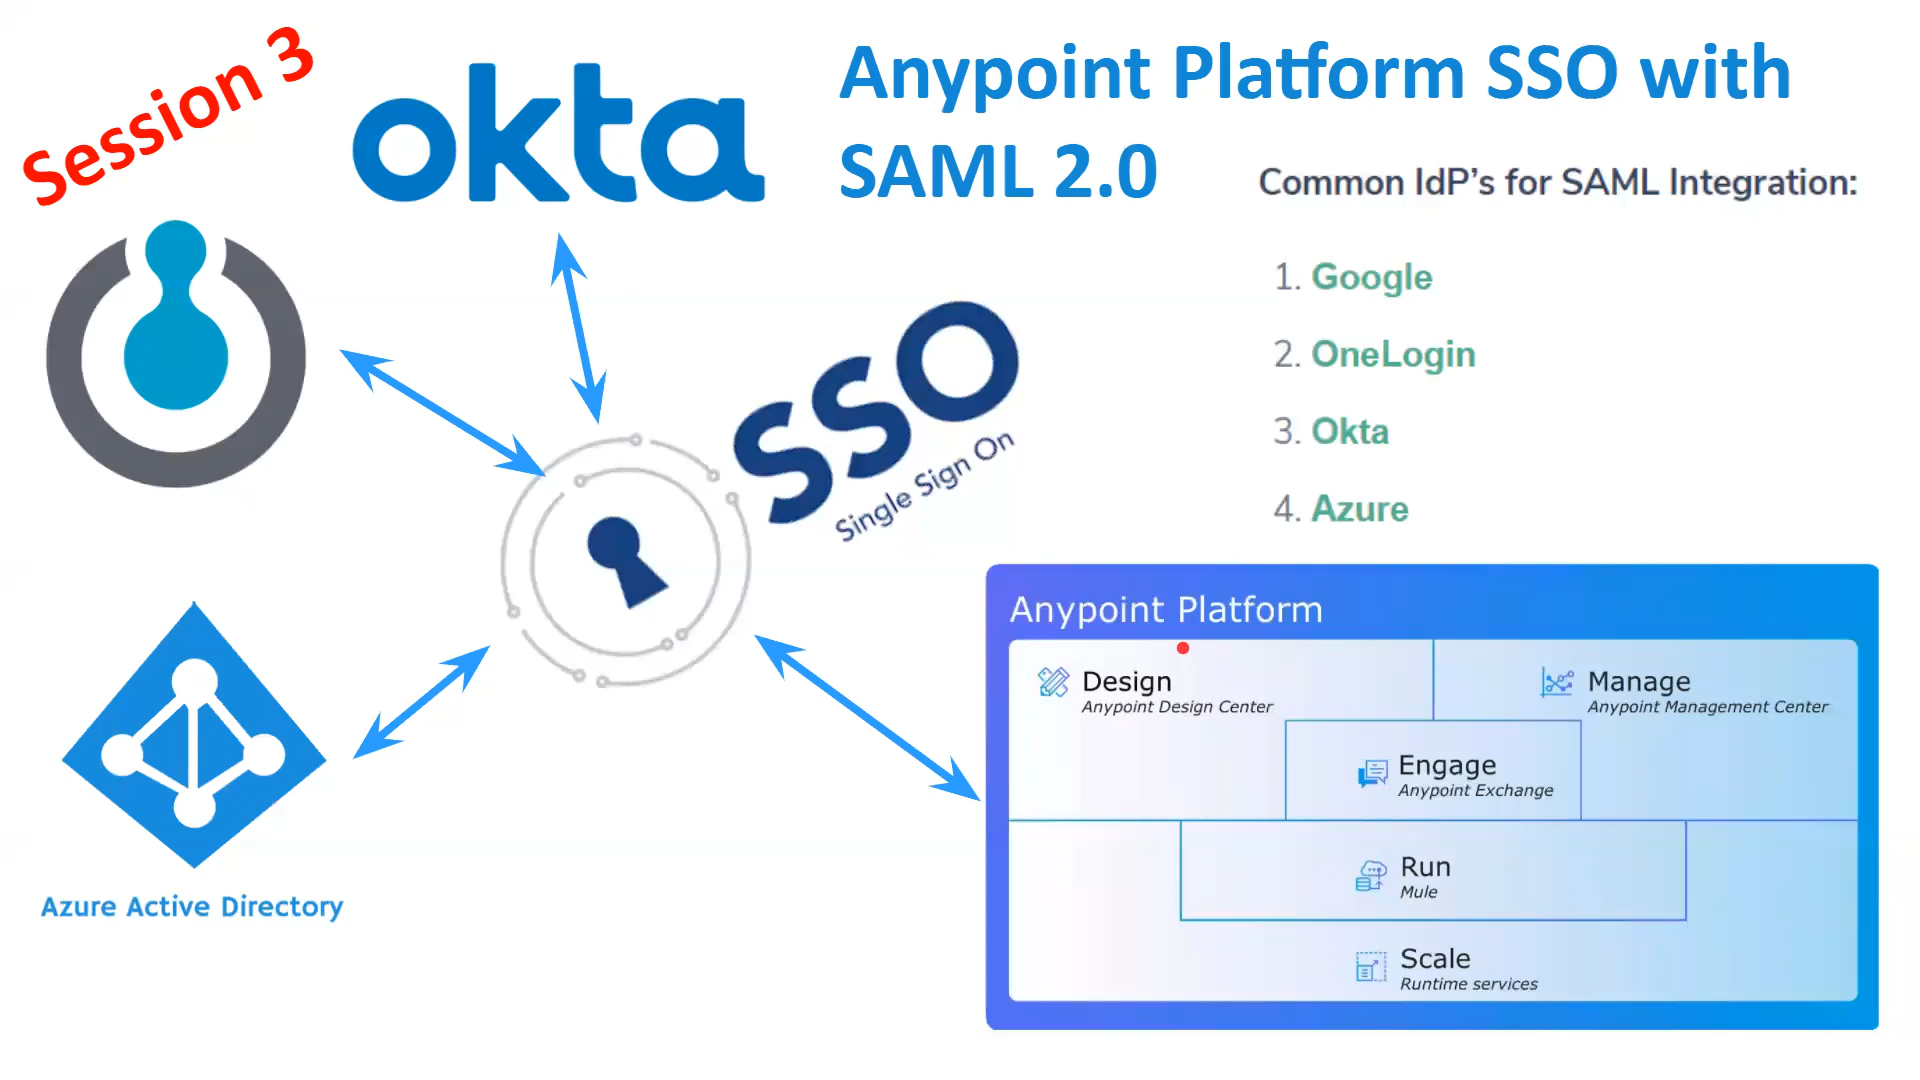 Session 3
okta
Anypoint Platform SSO with
SAML 2.0
Common IdP's for SAML Integration:
1. Google
2. OneLogin
3. Okta
4. Azure
SSO
Single Sign On
Azure Active Directory
Anypoint Platform
Design
Anypoint Design Center
Manage
Anypoint Management Center
Engage
Anypoint Exchange
Run
Mule
Scale
Runtime services